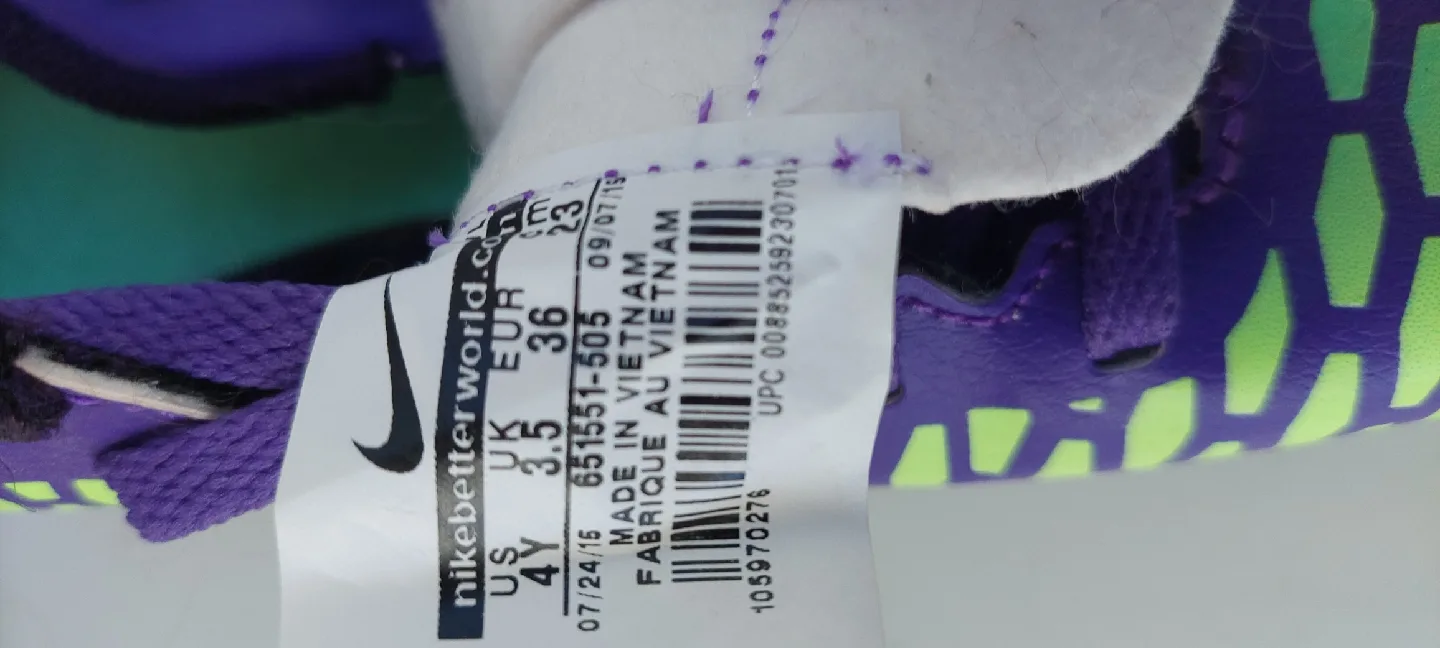 nikebetterworld.com
US UK EUR cm
4Y 3.5 36 23
07/24/15 651551-505 09/07/15
MADE IN VIETNAM
FABRIQUE AU VIETNAM
105970276 UPC 00885259230701